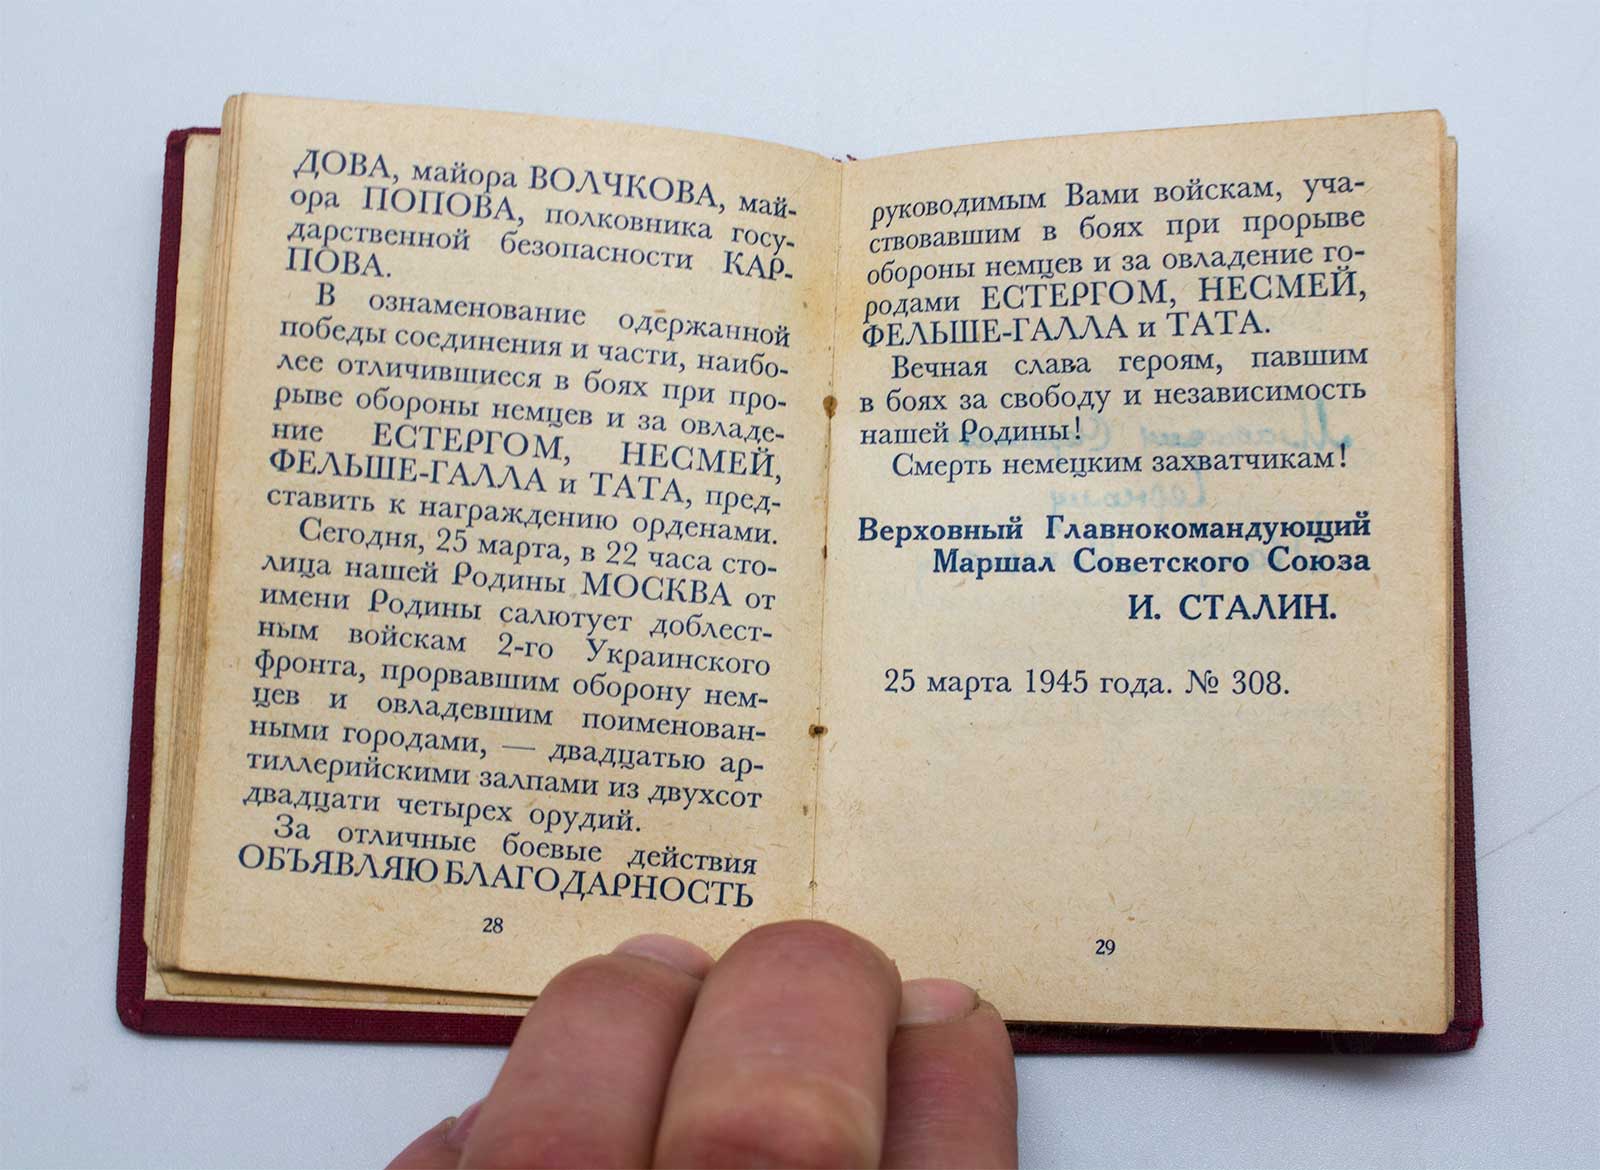 ДОВА, майора ВОЛЧКОВА, май-
ора ПОПОВА, полковника госу-
дарственной безопасности КАР-
ПОВА.
В ознаменование одержанной
победы соединения и части, наибо-
лее отличившиеся в боях при про-
рыве обороны немцев и за овладе-
ние ЕСТЕРГОМ, НЕСМЕЙ,
ФЕЛЬШЕ-ГАЛЛА и ТАТА, пред-
ставить к награждению орденами.
Сегодня, 25 марта, в 22 часа сто-
лица нашей Родины МОСКВА от
имени Родины салютует доблест-
ным войскам 2-го Украинского
фронта, прорвавшим оборону нем-
цев и овладевшим поименован-
ными городами, — двадцатью ар-
тиллерийскими залпами из двухсот
двадцати четырех орудий.
За отличные боевые действия
ОБЪЯВЛЯЮ БЛАГОДАРНОСТЬ
28
руководимым Вами войскам, уча-
ствовавшим в боях при прорыве
обороны немцев и за овладение го-
родами ЕСТЕРГОМ, НЕСМЕЙ,
ФЕЛЬШЕ-ГАЛЛА и ТАТА.
Вечная слава героям, павшим
в боях за свободу и независимость
нашей Родины!
Смерть немецким захватчикам!
Верховный Главнокомандующий
Маршал Советского Союза
И. СТАЛИН.
25 марта 1945 года. № 308.
29